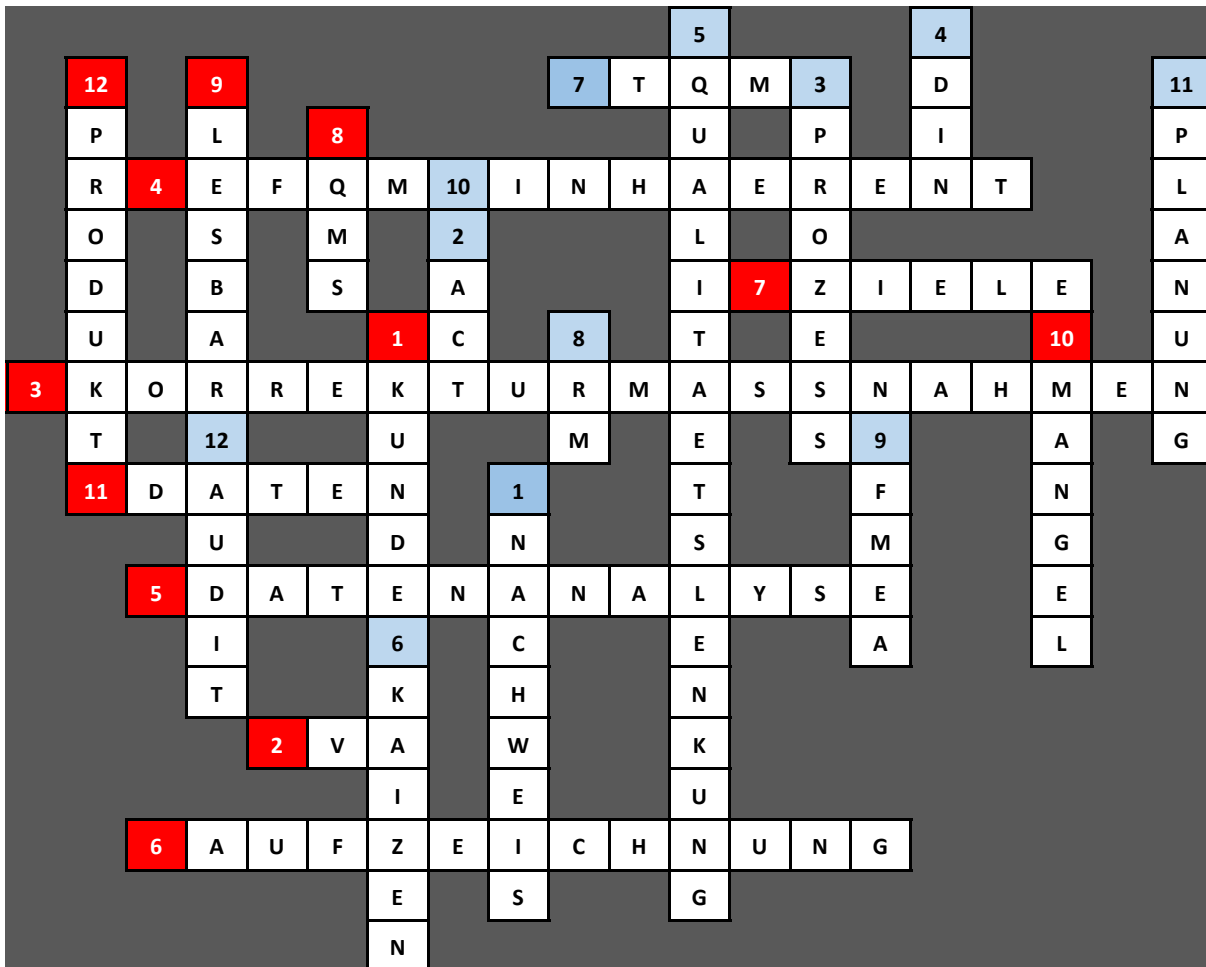 5 4
12 9 7 T Q M 3 D 11
P L 8 U P I P
R 4 E F Q M 10 I N H A E R E N T L
O S M 2 L O A
D B S A I 7 Z I E L E N
U A 1 C 8 T E 10 U
3 K O R R E K T U R M A S S N A H M E N
T 12 U M E S 9 A G
11 D A T E N 1 T F N
U D N S M G
5 D A T E N A N A L Y S E E
I 6 C E A L
T K H N
2 V A W K
I E U
6 A U F Z E I C H N U N G
E S G
N